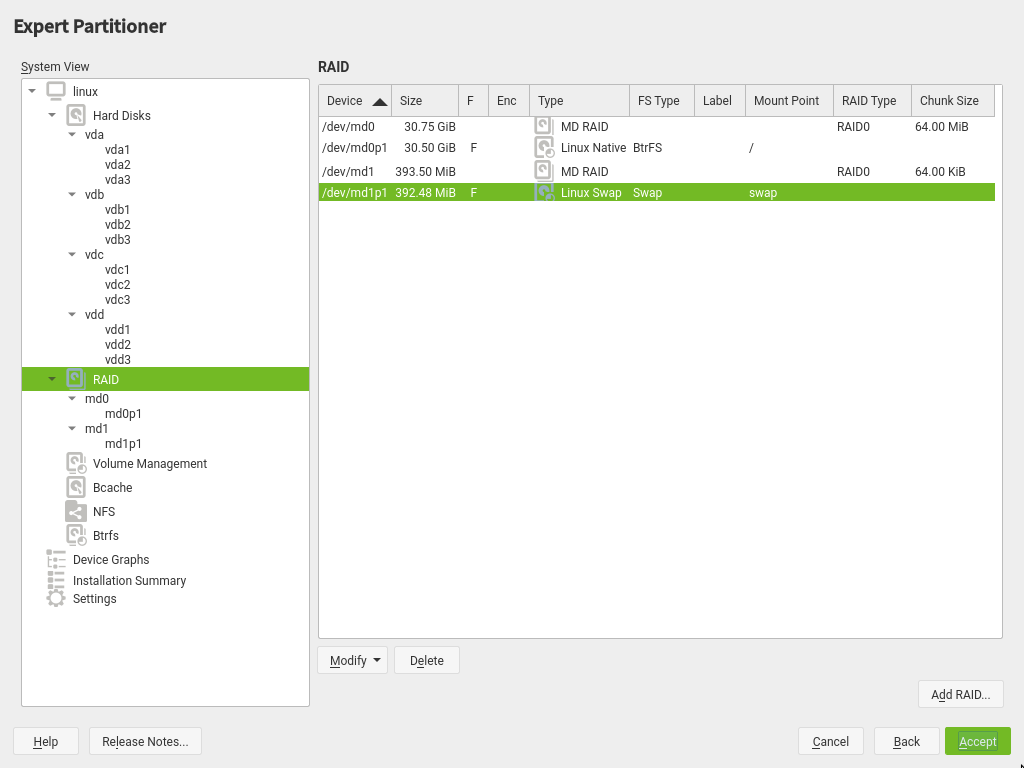 Expert Partitioner
System View
linux
Hard Disks
vda
vda1
vda2
vda3
vdb
vdb1
vdb2
vdb3
vdc
vdc1
vdc2
vdc3
vdd
vdd1
vdd2
vdd3
RAID
md0
md0p1
md1
md1p1
Volume Management
Bcache
NFS
Btrfs
Device Graphs
Installation Summary
Settings
RAID
Device Size F Enc Type FS Type Label Mount Point RAID Type Chunk Size
/dev/md0 30.75 GiB MD RAID RAID0 64.00 MiB
/dev/md0p1 30.50 GiB F Linux Native BtrFS /
/dev/md1 393.50 MiB MD RAID RAID0 64.00 KiB
/dev/md1p1 392.48 MiB F Linux Swap Swap swap
Modify Delete
Add RAID...
Help Release Notes... Cancel Back Accept